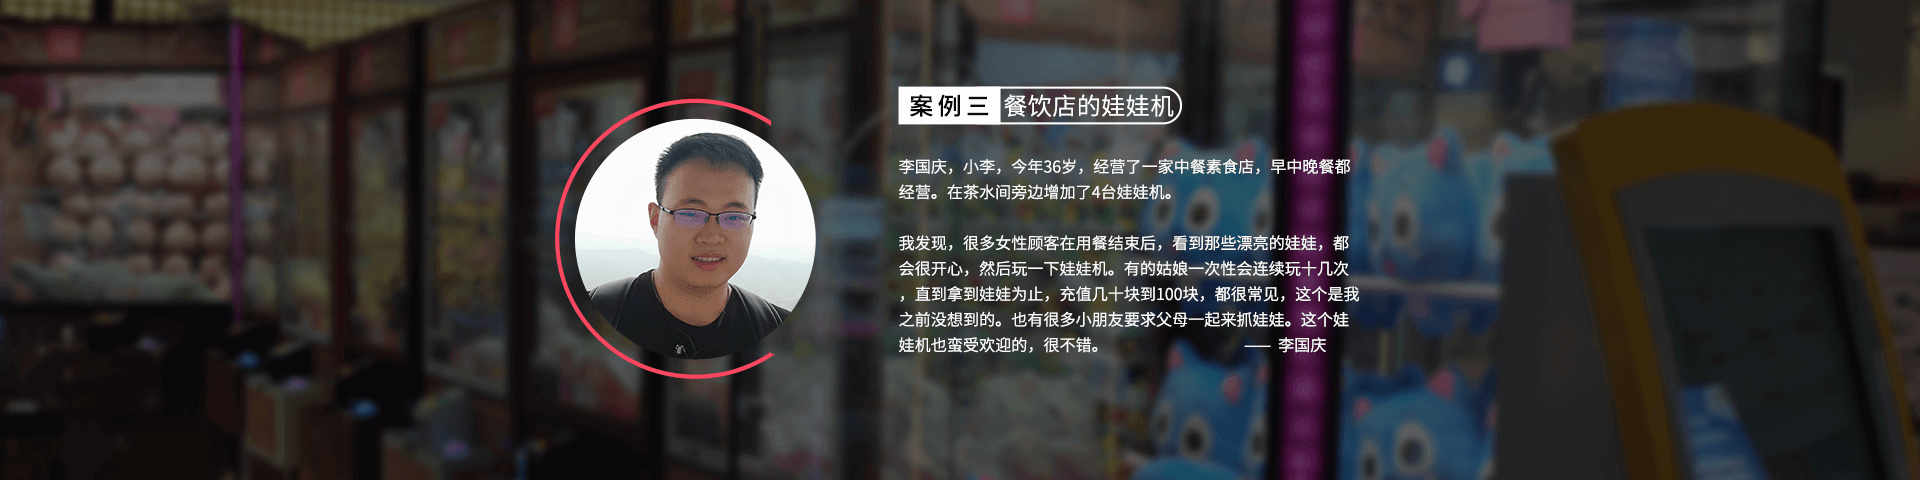 案例三 餐饮店的娃娃机
李国庆，小李，今年36岁，经营了一家中餐素食店，早中晚餐都
经营。在茶水间旁边增加了4台娃娃机。
我发现，很多女性顾客在用餐结束后，看到那些漂亮的娃娃，都
会很开心，然后玩一下娃娃机。有的姑娘一次性会连续玩十几次
，直到拿到娃娃为止，充值几十块到100块，都很常见，这个是我
之前没想到的。也有很多小朋友要求父母一起来抓娃娃。这个娃
娃机也蛮受欢迎的，很不错。 —— 李国庆